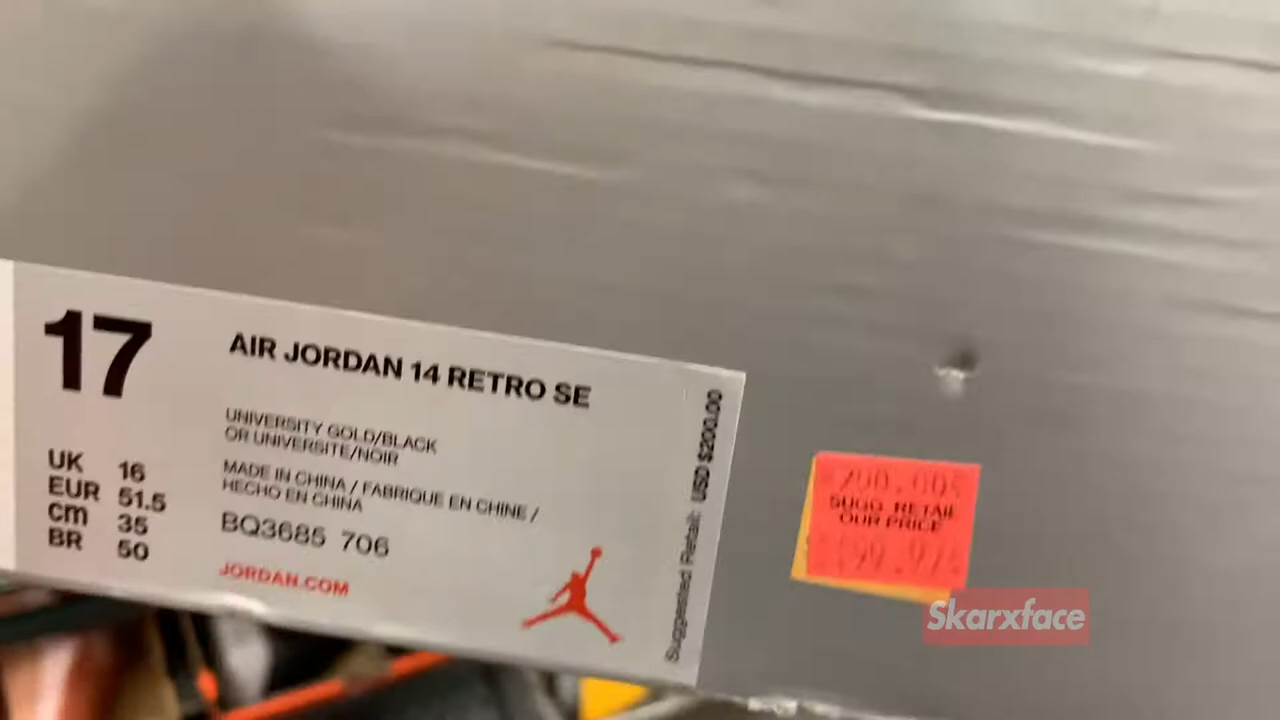 17
UK 16
EUR 51.5
cm 35
BR 50
AIR JORDAN 14 RETRO SE
UNIVERSITY GOLD/BLACK
OR UNIVERSITE/NOIR
MADE IN CHINA / FABRIQUE EN CHINE /
HECHO EN CHINA
BQ3685 706
JORDAN.COM
Suggested Retail: USD $200.00
SUGG. RETAIL
OUR PRICE
Skarxface